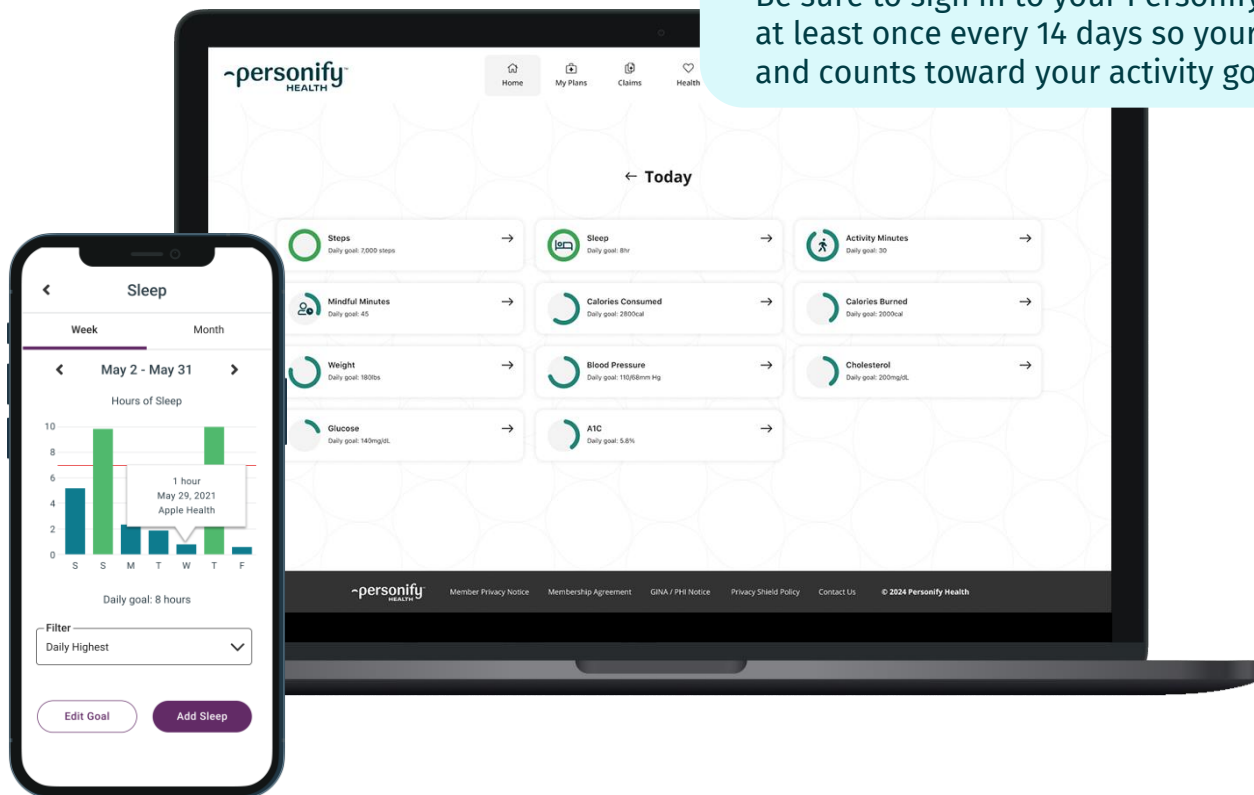 Be sure to sign in to your Personify
at least once every 14 days so your
and counts toward your activity go
~personify
HEALTH
Home
My Plans
Claims
Health
← Today
Steps
Daily goal: 7,000 steps
Sleep
Daily goal: 8hr
Activity Minutes
Daily goal: 30
Mindful Minutes
Daily goal: 45
Calories Consumed
Daily goal: 2800cal
Calories Burned
Daily goal: 2000cal
Weight
Daily goal: 180lbs
Blood Pressure
Daily goal: 110/68mm Hg
Cholesterol
Daily goal: 200mg/dL
Glucose
Daily goal: 140mg/dL
A1C
Daily goal: 5.8%
~personify
HEALTH
Member Privacy Notice
Membership Agreement
GINA / PHI Notice
Privacy Shield Policy
Contact Us
© 2024 Personify Health
Sleep
Week
Month
May 2 - May 31
Hours of Sleep
10
8
6
4
2
0
1 hour
May 29, 2021
Apple Health
S S M T W T F
Daily goal: 8 hours
Filter
Daily Highest
Edit Goal
Add Sleep